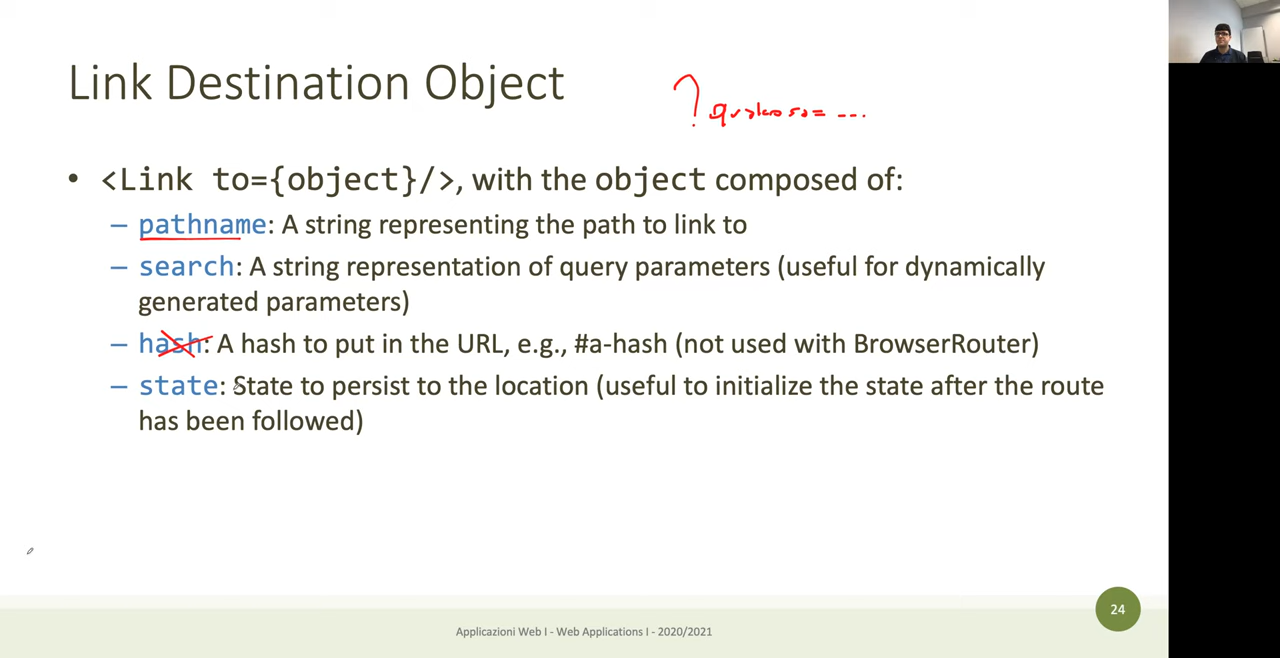 Link Destination Object
? qualcosa= ---
• <Link to={object}/>, with the object composed of:
– pathname: A string representing the path to link to
– search: A string representation of query parameters (useful for dynamically
generated parameters)
– hash: A hash to put in the URL, e.g., #a-hash (not used with BrowserRouter)
– state: State to persist to the location (useful to initialize the state after the route
has been followed)
24
Applicazioni Web I - Web Applications I - 2020/2021